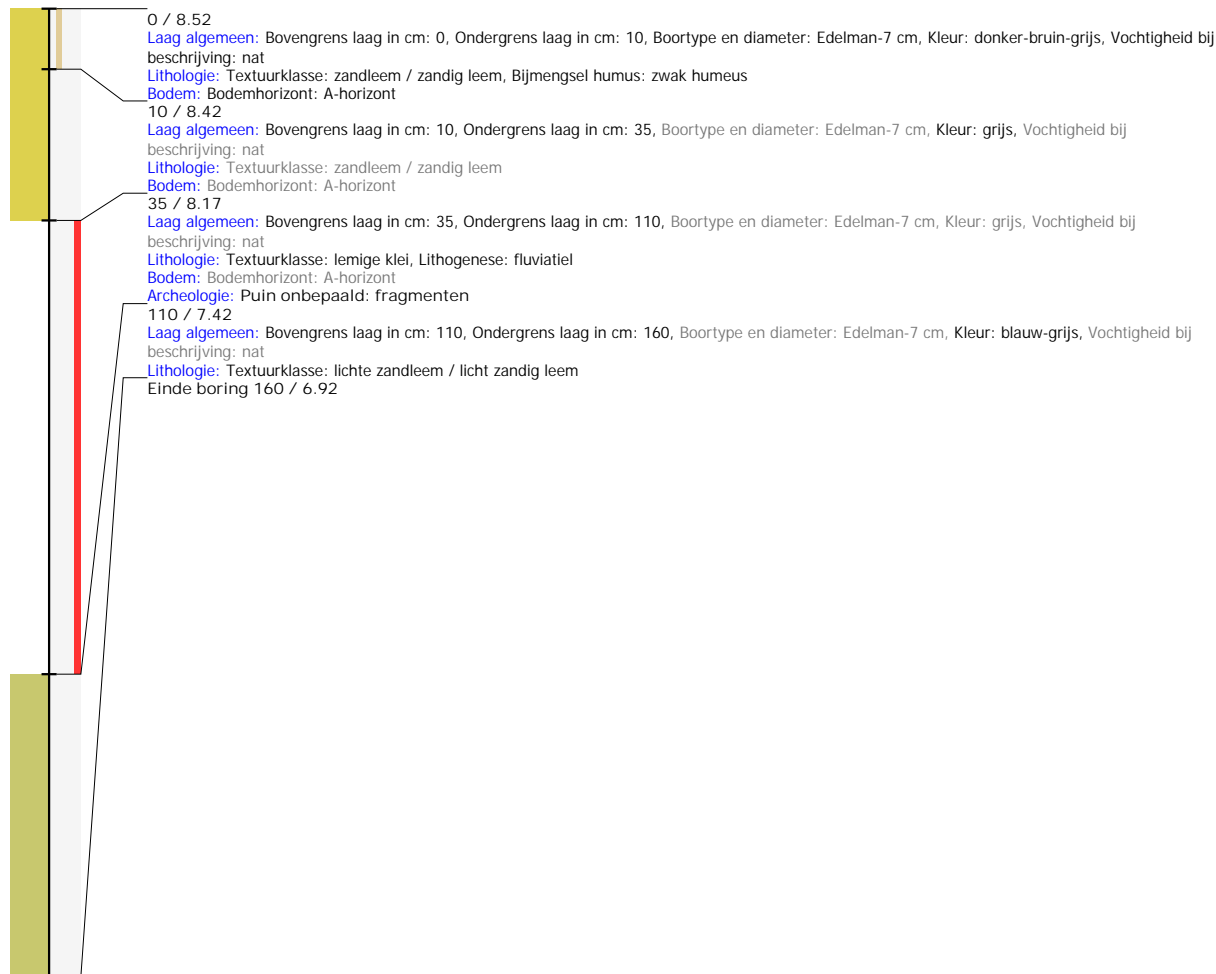 0 / 8.52
Laag algemeen: Bovengrens laag in cm: 0, Ondergrens laag in cm: 10, Boortype en diameter: Edelman-7 cm, Kleur: donker-bruin-grijs, Vochtigheid bij
beschrijving: nat
Lithologie: Textuurklasse: zandleem / zandig leem, Bijmengsel humus: zwak humeus
Bodem: Bodemhorizont: A-horizont
10 / 8.42
Laag algemeen: Bovengrens laag in cm: 10, Ondergrens laag in cm: 35, Boortype en diameter: Edelman-7 cm, Kleur: grijs, Vochtigheid bij
beschrijving: nat
Lithologie: Textuurklasse: zandleem / zandig leem
Bodem: Bodemhorizont: A-horizont
35 / 8.17
Laag algemeen: Bovengrens laag in cm: 35, Ondergrens laag in cm: 110, Boortype en diameter: Edelman-7 cm, Kleur: grijs, Vochtigheid bij
beschrijving: nat
Lithologie: Textuurklasse: lemige klei, Lithogenese: fluviatiel
Bodem: Bodemhorizont: A-horizont
Archeologie: Puin onbepaald: fragmenten
110 / 7.42
Laag algemeen: Bovengrens laag in cm: 110, Ondergrens laag in cm: 160, Boortype en diameter: Edelman-7 cm, Kleur: blauw-grijs, Vochtigheid bij
beschrijving: nat
Lithologie: Textuurklasse: lichte zandleem / licht zandig leem
Einde boring 160 / 6.92